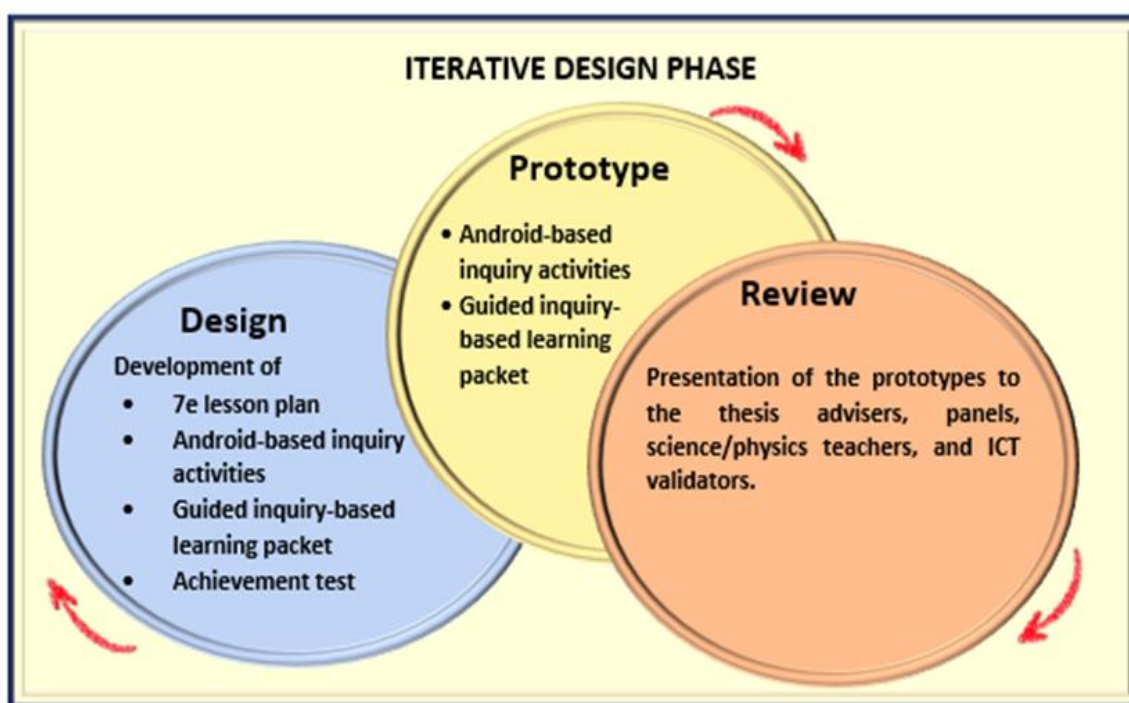 ITERATIVE DESIGN PHASE
Design
Development of
• 7e lesson plan
• Android-based inquiry
activities
• Guided inquiry-based
learning packet
• Achievement test
Prototype
• Android-based
inquiry activities
• Guided inquiry-
based learning
packet
Review
Presentation of the prototypes to
the thesis advisers, panels,
science/physics teachers, and ICT
validators.